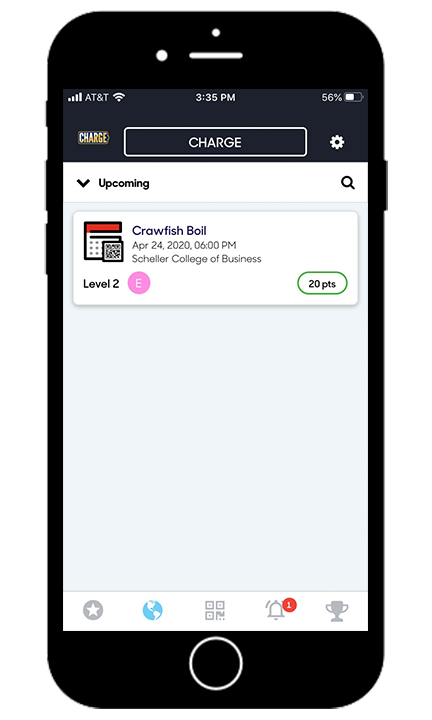 AT&T 3:35 PM 56%
CHARGE CHARGE
Upcoming
Crawfish Boil
Apr 24, 2020, 06:00 PM
Scheller College of Business
Level 2 E 20 pts
1